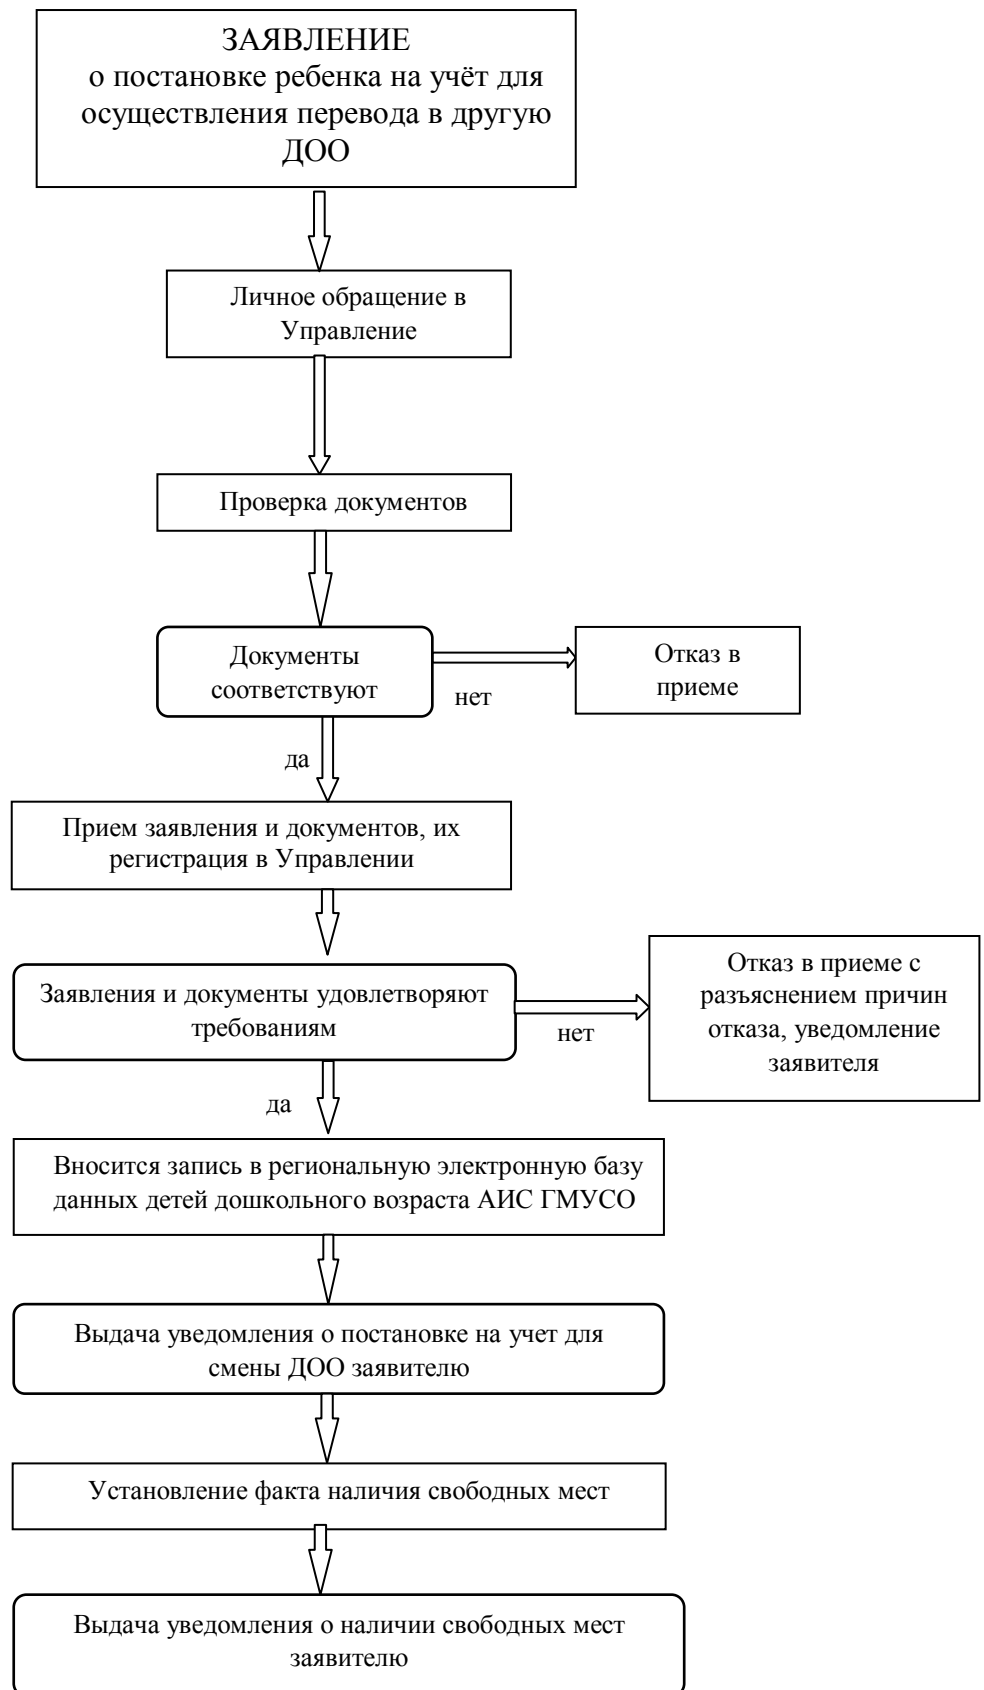 ЗАЯВЛЕНИЕ
о постановке ребенка на учёт для
осуществления перевода в другую
ДОО
Личное обращение в
Управление
Проверка документов
Документы
соответствуют
нет
Отказ в
приеме
да
Прием заявления и документов, их
регистрация в Управлении
Заявления и документы удовлетворяют
требованиям
нет
Отказ в приеме с
разъяснением причин
отказа, уведомление
заявителя
да
Вносится запись в региональную электронную базу
данных детей дошкольного возраста АИС ГМУСО
Выдача уведомления о постановке на учет для
смены ДОО заявителю
Установление факта наличия свободных мест
Выдача уведомления о наличии свободных мест
заявителю